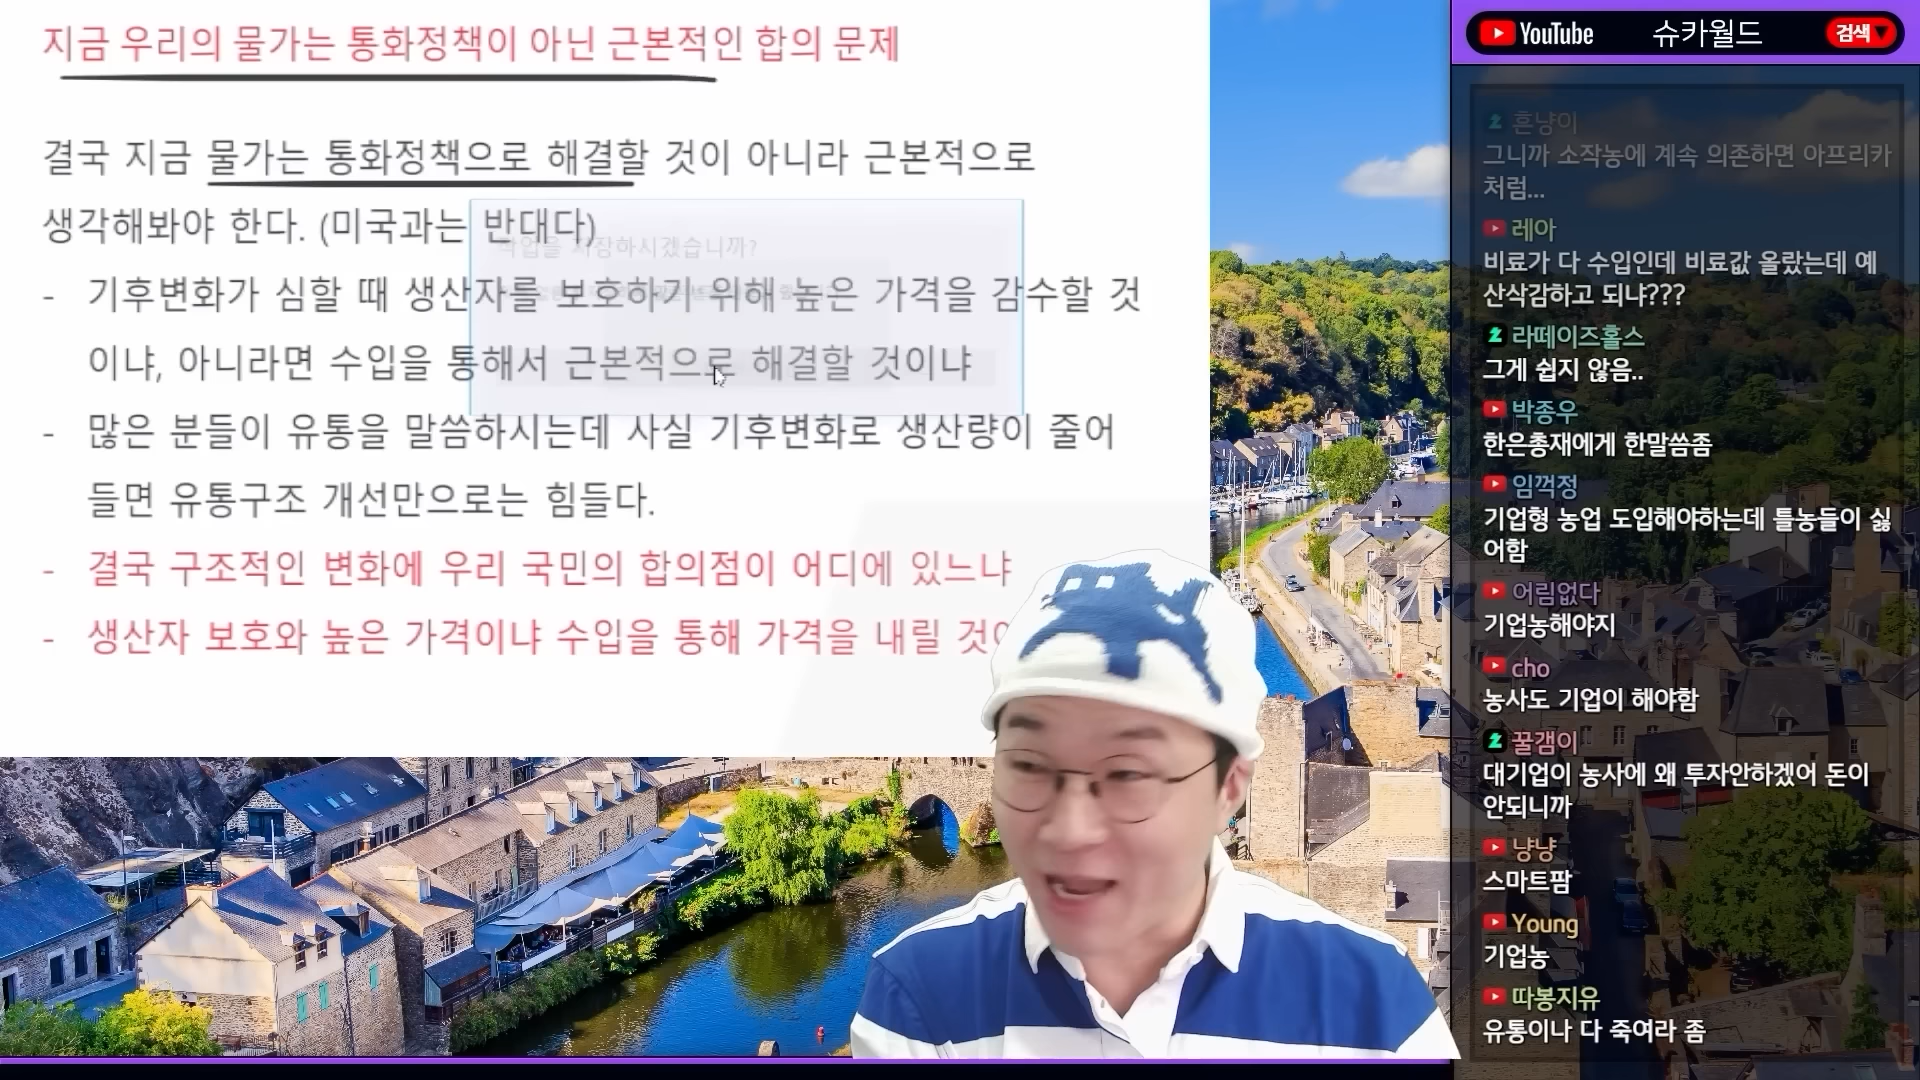 지금 우리의 물가는 통화정책이 아닌 근본적인 합의 문제
결국 지금 물가는 통화정책으로 해결할 것이 아니라 근본적으로
생각해봐야 한다. (미국과는 반대다)
- 기후변화가 심할 때 생산자를 보호하기 위해 높은 가격을 감수할 것
이냐, 아니라면 수입을 통해서 근본적으로 해결할 것이냐
- 많은 분들이 유통을 말씀하시는데 사실 기후변화로 생산량이 줄어
들면 유통구조 개선만으로는 힘들다.
- 결국 구조적인 변화에 우리 국민의 합의점이 어디에 있느냐
- 생산자 보호와 높은 가격이냐 수입을 통해 가격을 내릴
작업을 저장하시겠습니까?
YouTube 슈카월드 검색
흔냥이
그니까 소작농에 계속 의존하면 아프리카
처럼...
레아
비료가 다 수입인데 비료값 올랐는데 예
산삭감하고 되냐???
라떼이즈홀스
그게 쉽지 않음..
박종우
한은총재에게 한말씀좀
임꺽정
기업형 농업 도입해야하는데 틀농들이 싫
어함
어림없다
기업농해야지
cho
농사도 기업이 해야함
꿀갬이
대기업이 농사에 왜 투자안하겠어 돈이
안되니까
냥냥
스마트팜
Young
기업농
따봉지유
유통이나 다 죽여라 좀